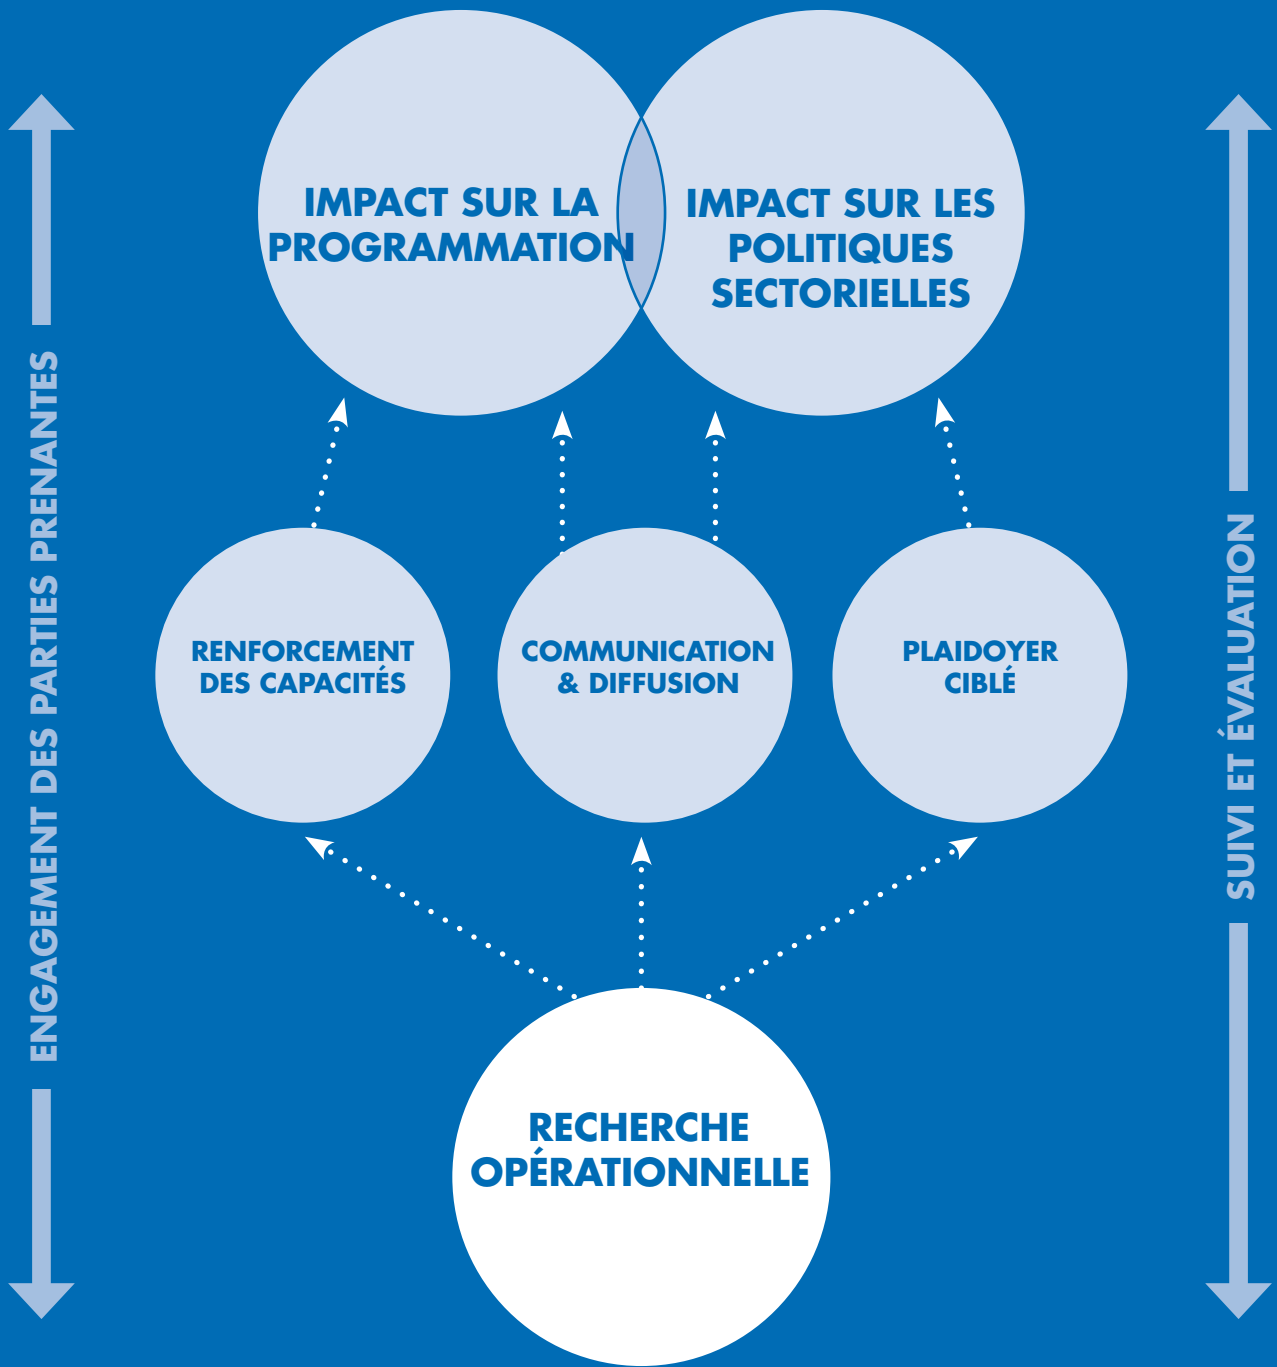 IMPACT SUR LA
PROGRAMMATION
IMPACT SUR LES
POLITIQUES
SECTORIELLES
ENGAGEMENT DES PARTIES PRENANTES
RENFORCEMENT
DES CAPACITÉS
COMMUNICATION
& DIFFUSION
PLAIDOYER
CIBLÉ
SUIVI ET ÉVALUATION
RECHERCHE
OPÉRATIONNELLE